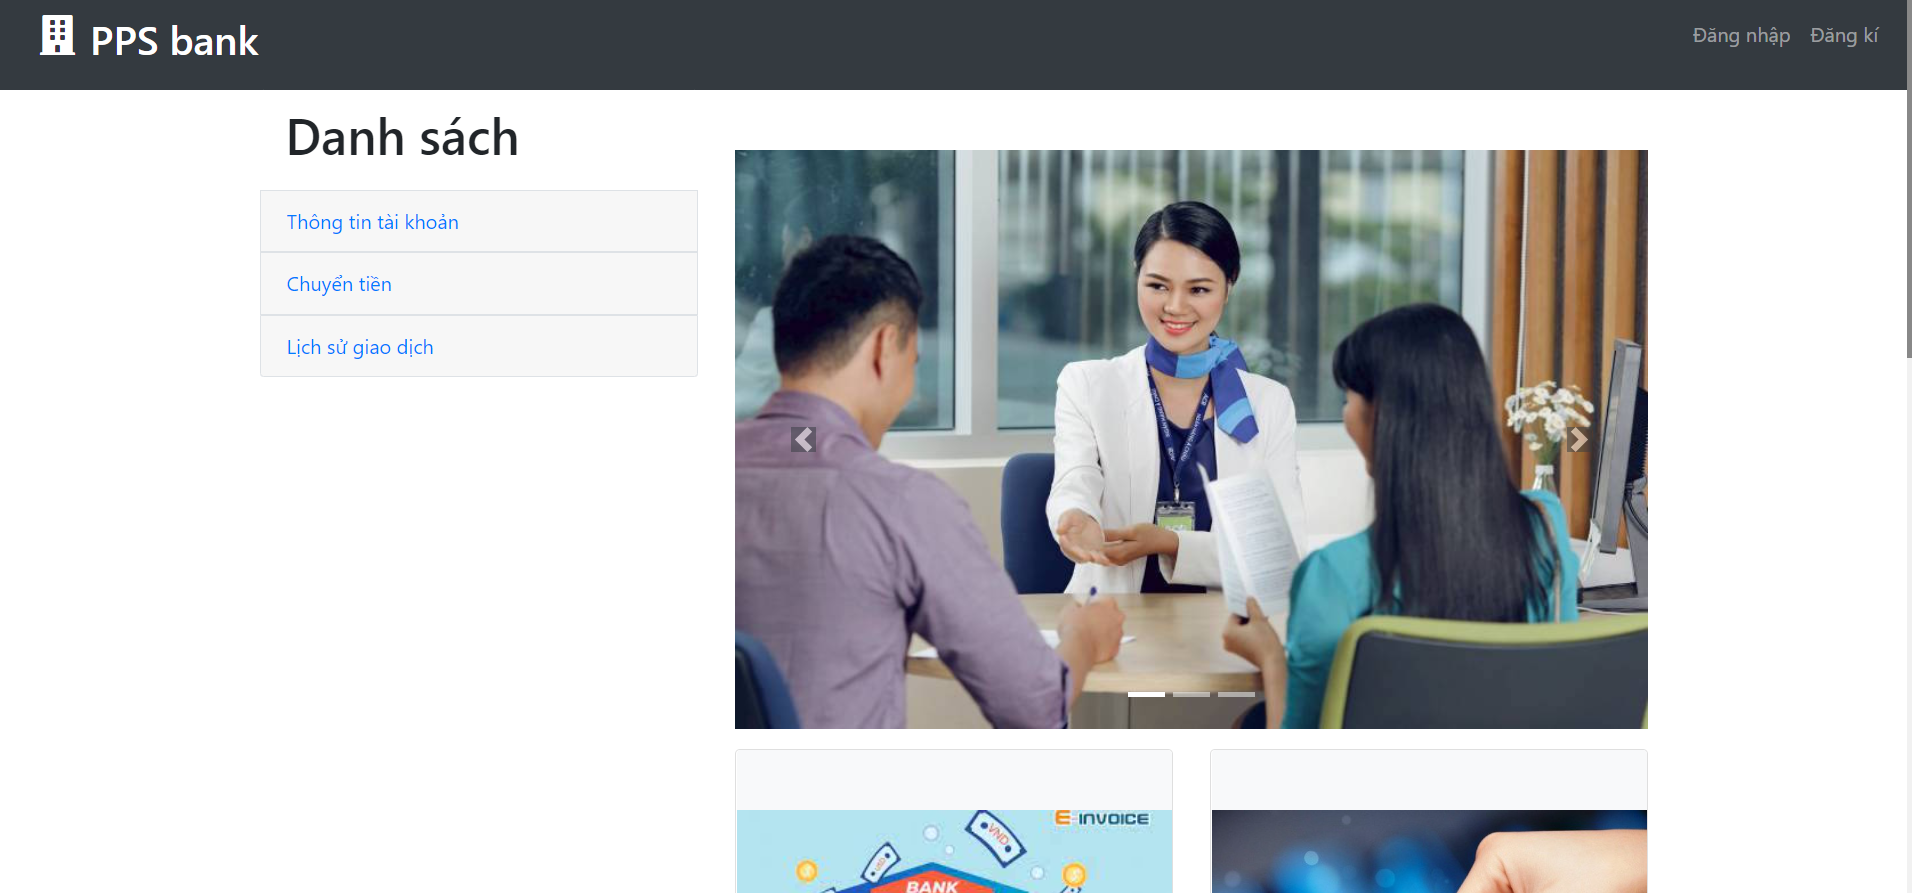 PPS bank
Đăng nhập
Đăng kí
Danh sách
Thông tin tài khoản
Chuyển tiền
Lịch sử giao dịch
E-INVOICE
VND
USD
BANK